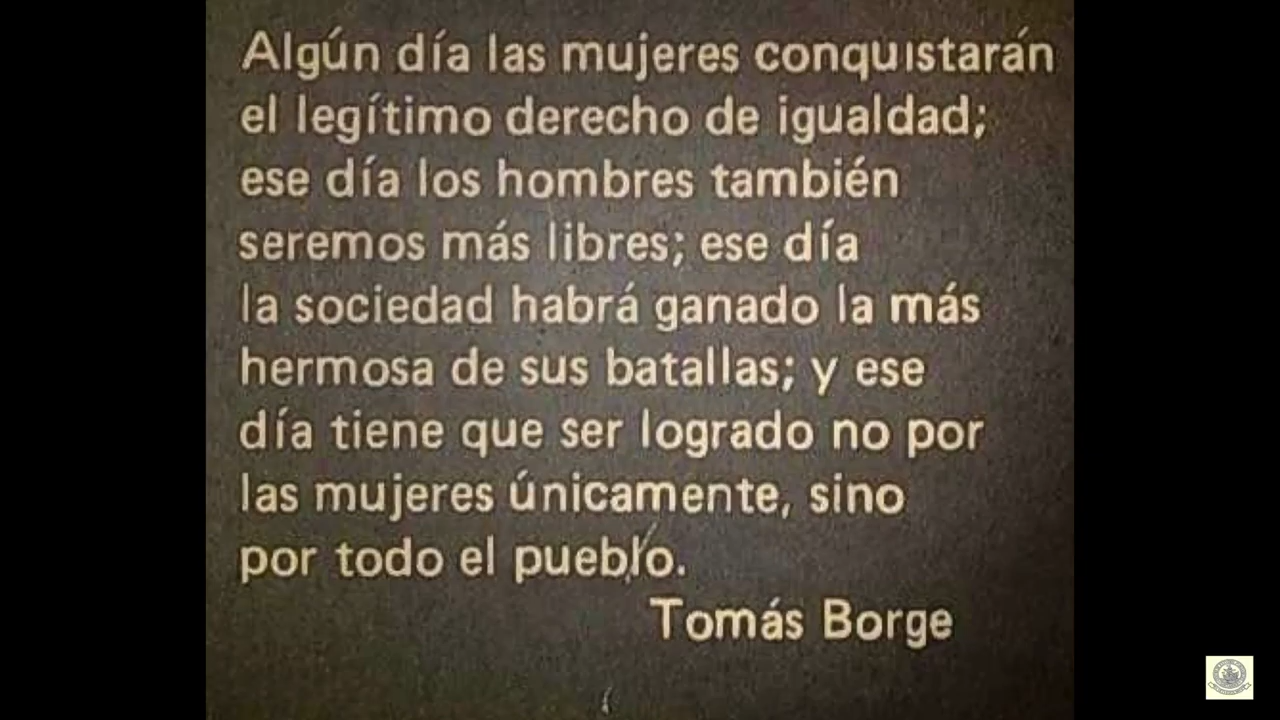 Algún día las mujeres conquistarán
el legítimo derecho de igualdad;
ese día los hombres también
seremos más libres; ese día
la sociedad habrá ganado la más
hermosa de sus batallas; y ese
día tiene que ser logrado no por
las mujeres únicamente, sino
por todo el pueblo.
Tomás Borge